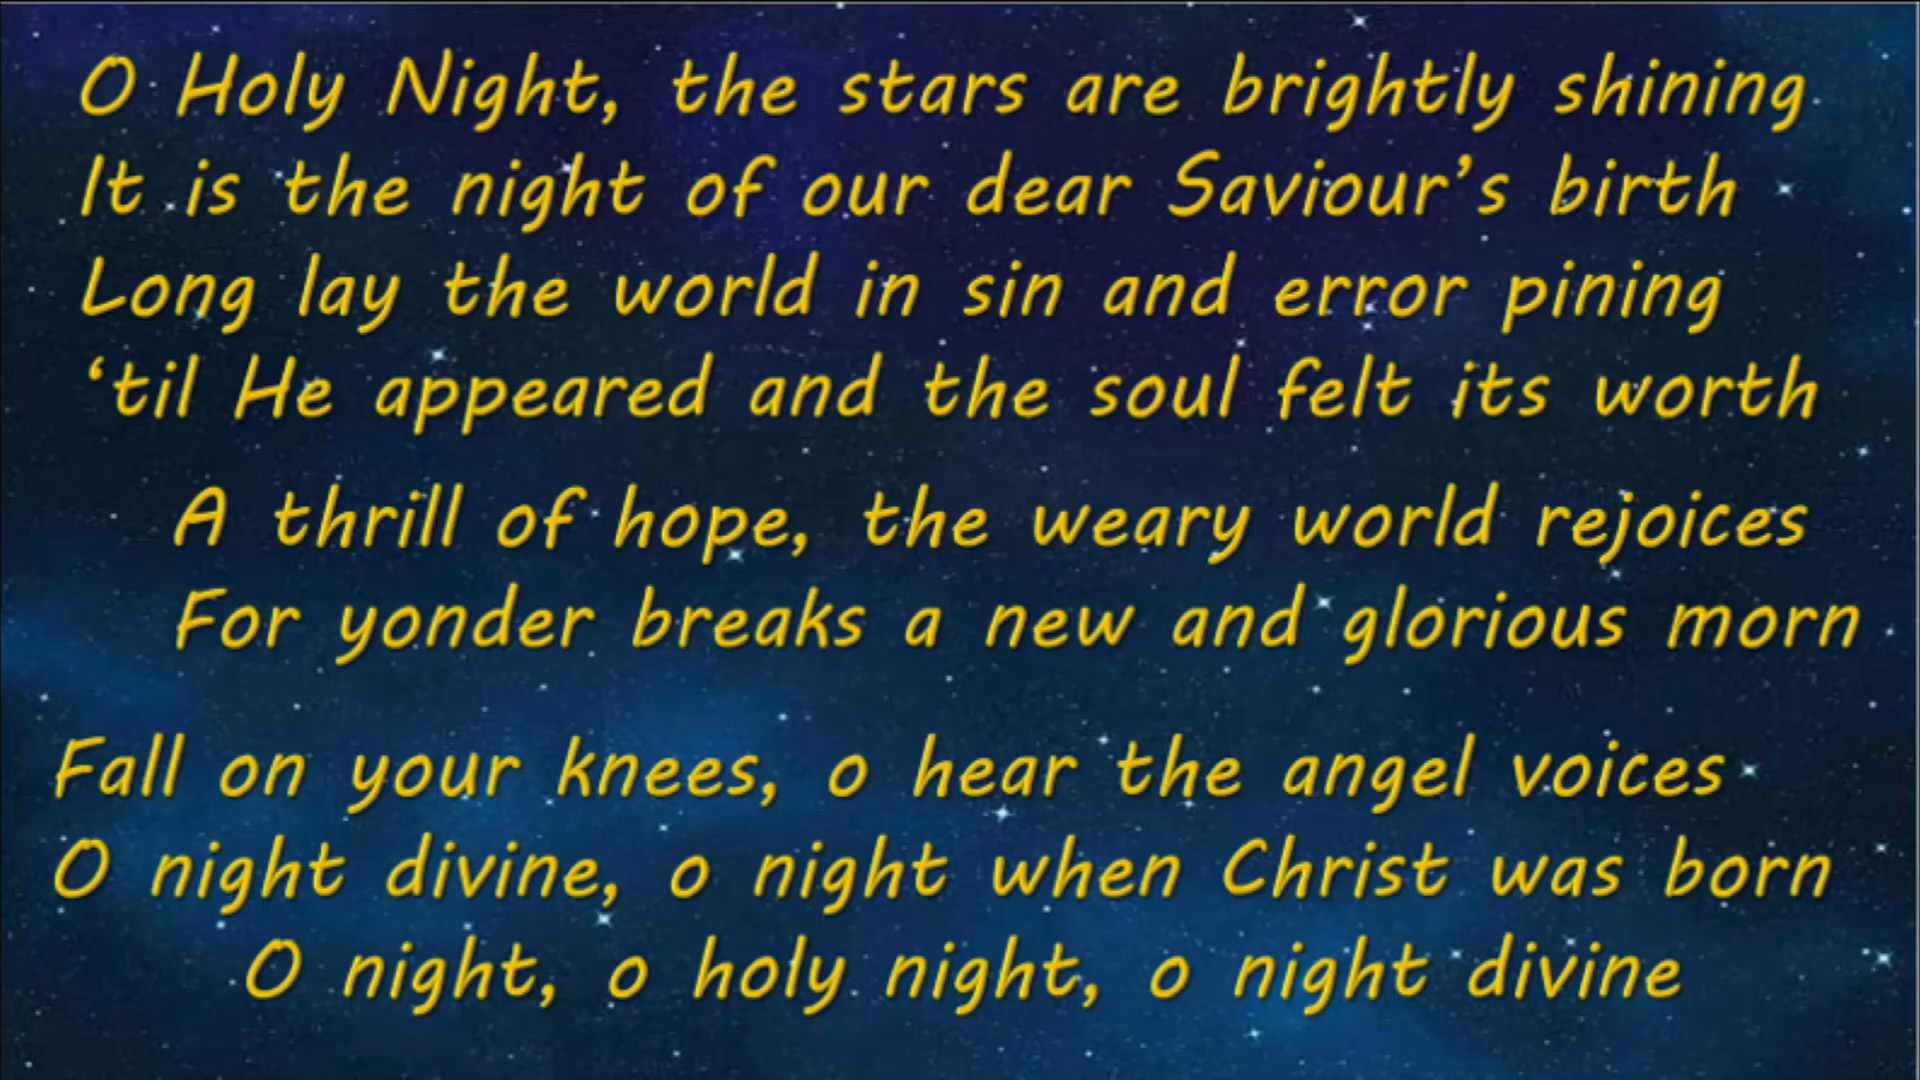 O Holy Night, the stars are brightly shining
It is the night of our dear Saviour’s birth
Long lay the world in sin and error pining
‘til He appeared and the soul felt its worth
A thrill of hope, the weary world rejoices
For yonder breaks a new and glorious morn
Fall on your knees, o hear the angel voices
O night divine, o night when Christ was born
O night, o holy night, o night divine